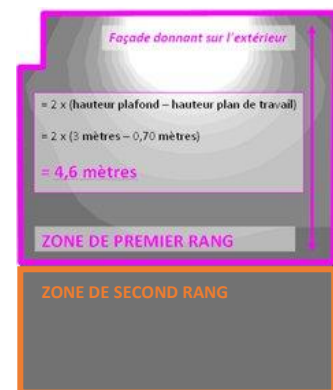 Façade donnant sur l'extérieur
= 2 x (hauteur plafond – hauteur plan de travail)
= 2 x (3 mètres – 0,70 mètres)
= 4,6 mètres
ZONE DE PREMIER RANG
ZONE DE SECOND RANG